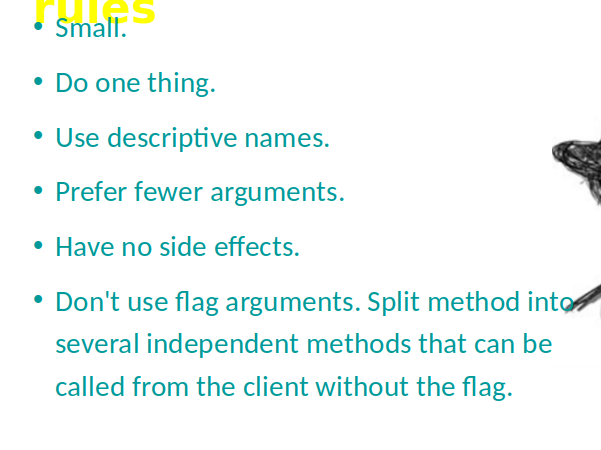 rules
• Small.
• Do one thing.
• Use descriptive names.
• Prefer fewer arguments.
• Have no side effects.
• Don't use flag arguments. Split method into
several independent methods that can be
called from the client without the flag.